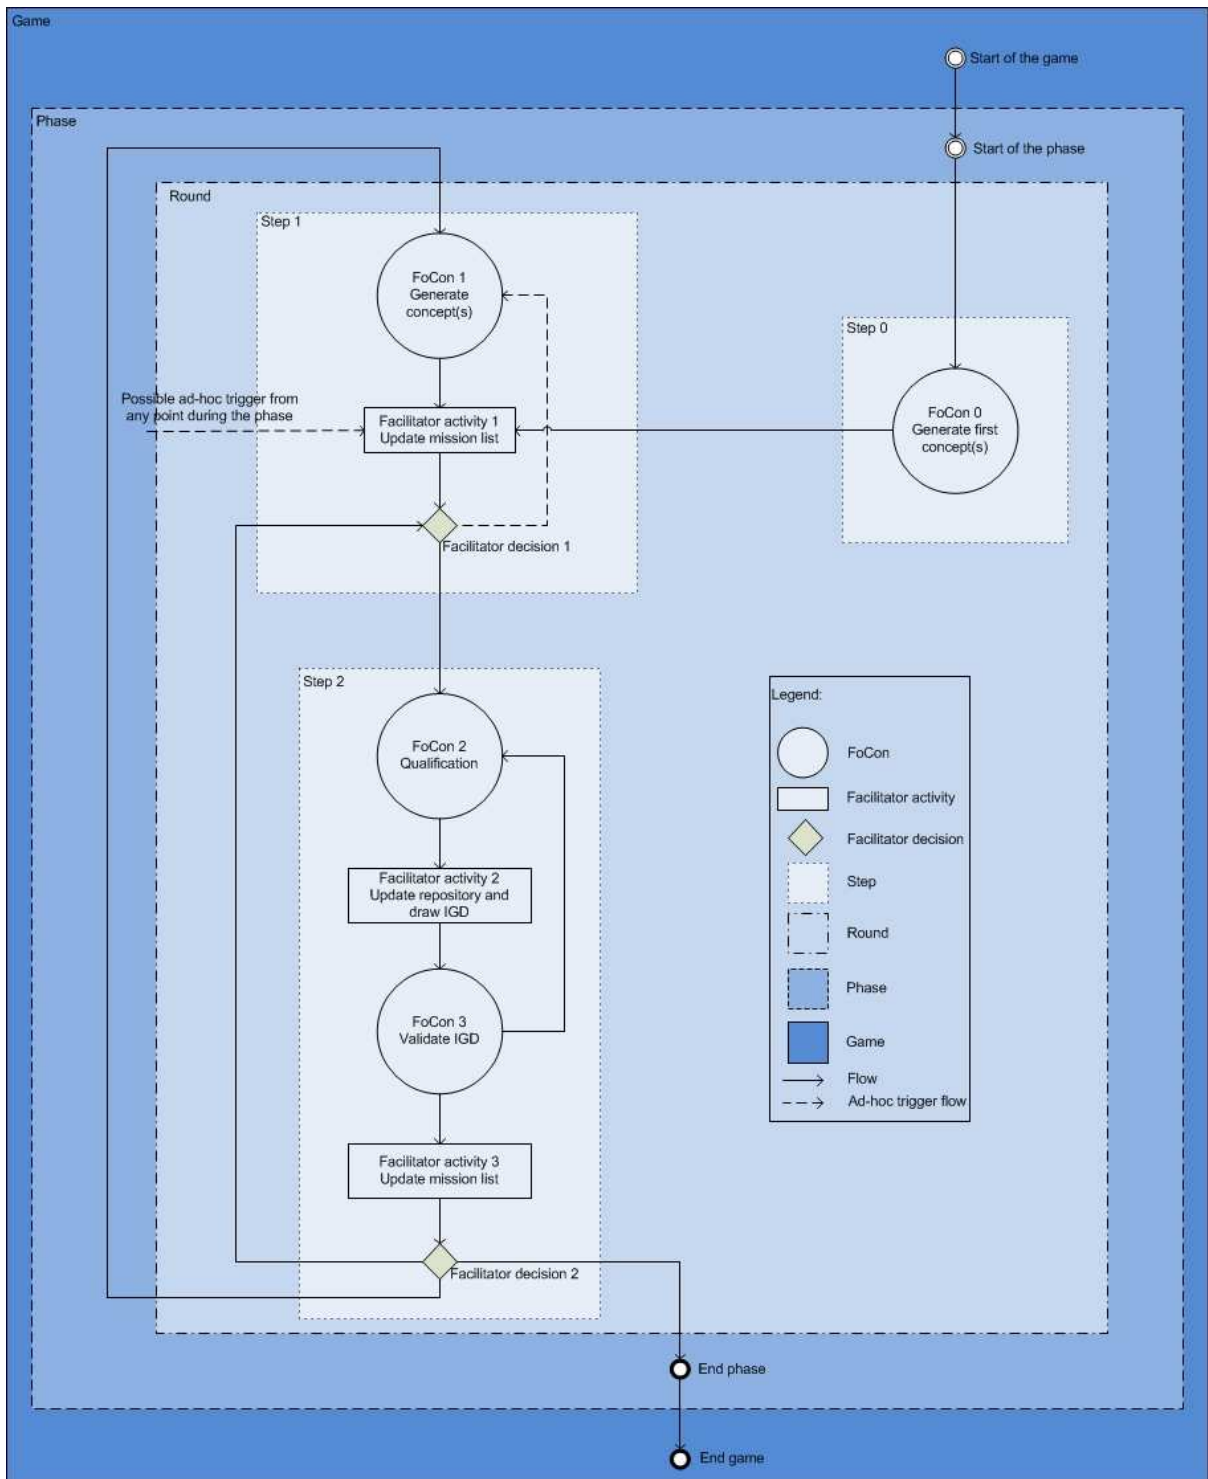 Game
Start of the game
Phase
Start of the phase
Round
Step 1
FoCon 1
Generate
concept(s)
Step 0
Possible ad-hoc trigger from
any point during the phase
Facilitator activity 1
Update mission list
FoCon 0
Generate first
concept(s)
Facilitator decision 1
Step 2
FoCon 2
Qualification
Facilitator activity 2
Update repository and
draw IGD
FoCon 3
Validate IGD
Facilitator activity 3
Update mission list
Facilitator decision 2
Legend:
FoCon
Facilitator activity
Facilitator decision
Step
Round
Phase
Game
Flow
Ad-hoc trigger flow
End phase
End game